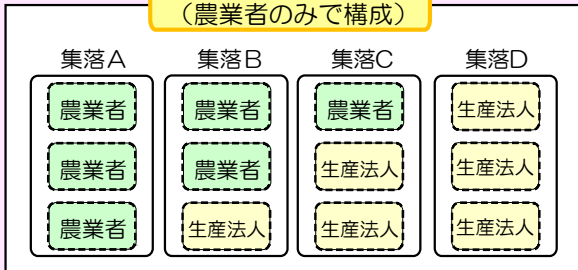 （農業者のみで構成）
集落A 集落B 集落C 集落D
農業者 農業者 農業者 生産法人
農業者 農業者 生産法人 生産法人
農業者 生産法人 生産法人 生産法人